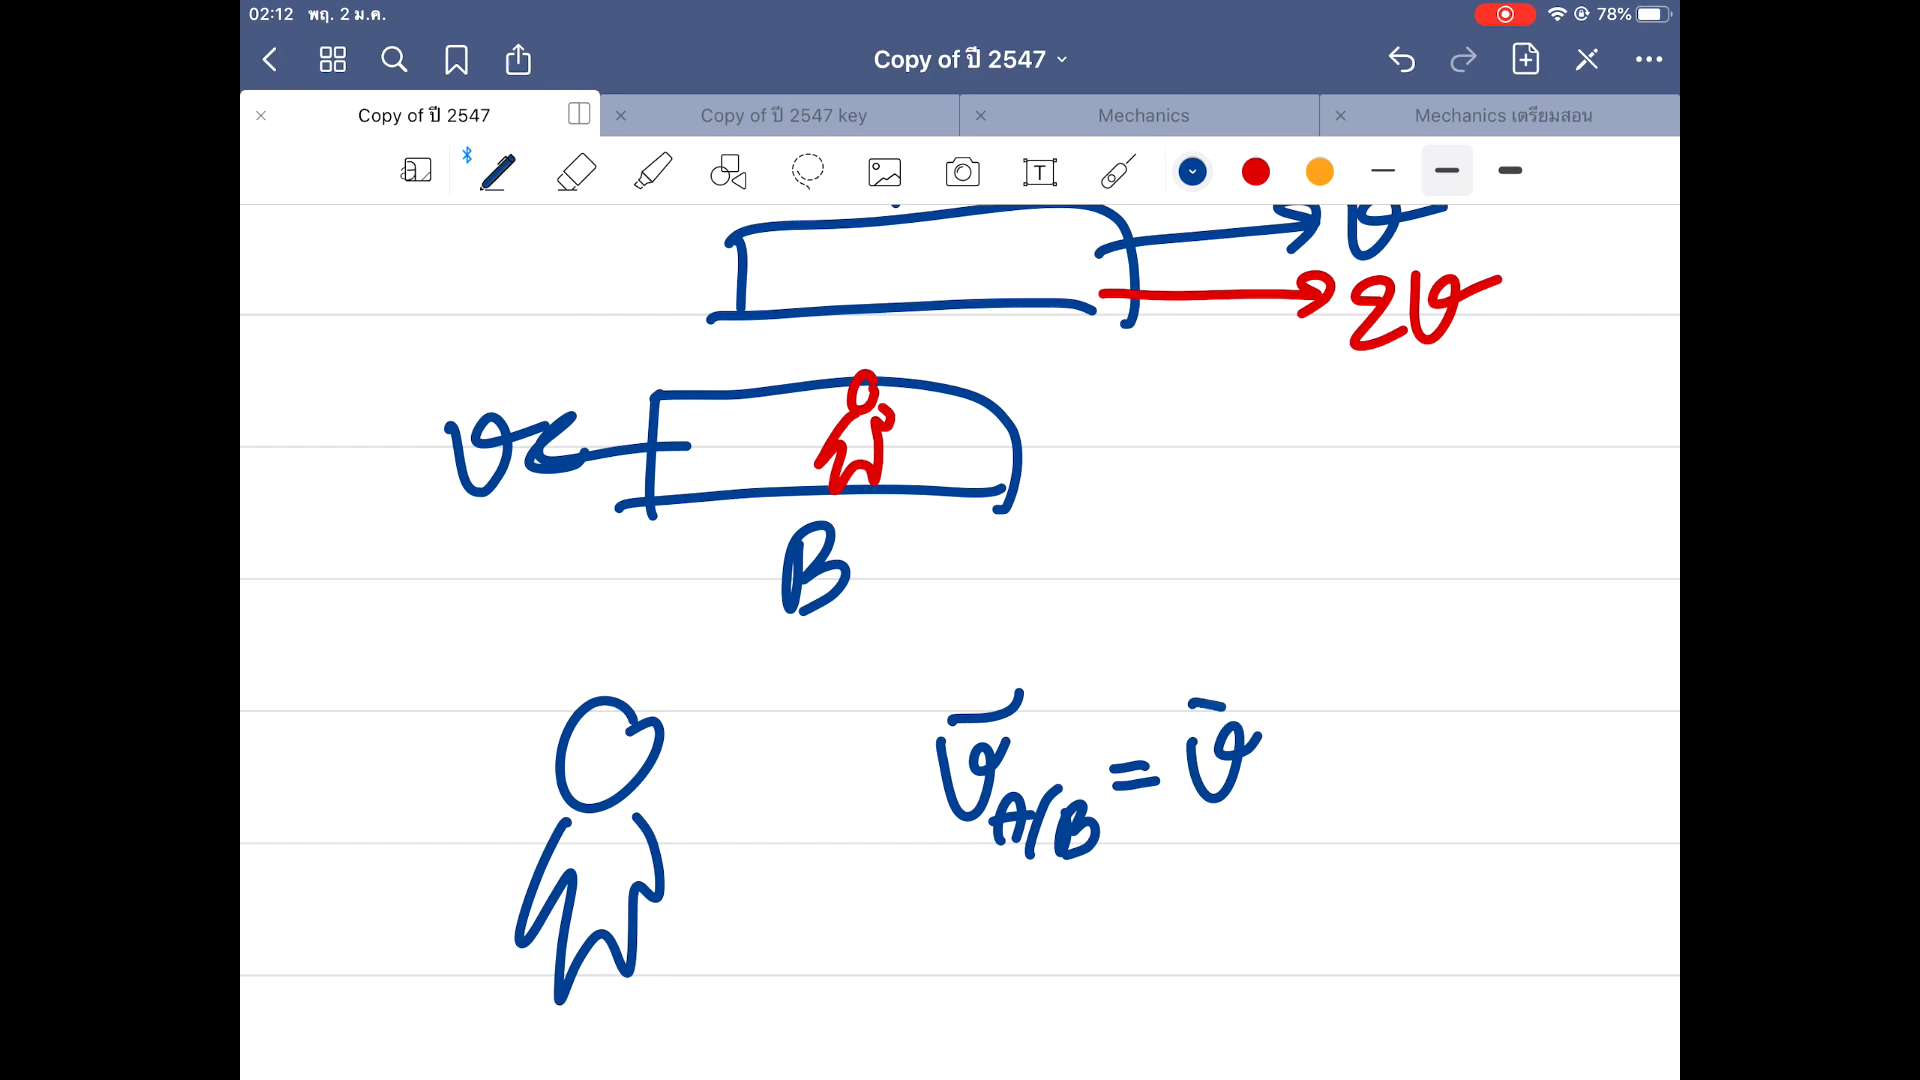 02:12 พฤ. 2 ม.ค.
78%
Copy of ปี 2547
Copy of ปี 2547
Copy of ปี 2547 key
Mechanics
Mechanics เตรียมสอน
a
T
v
2v
v
B
v̄ A/B = v̄